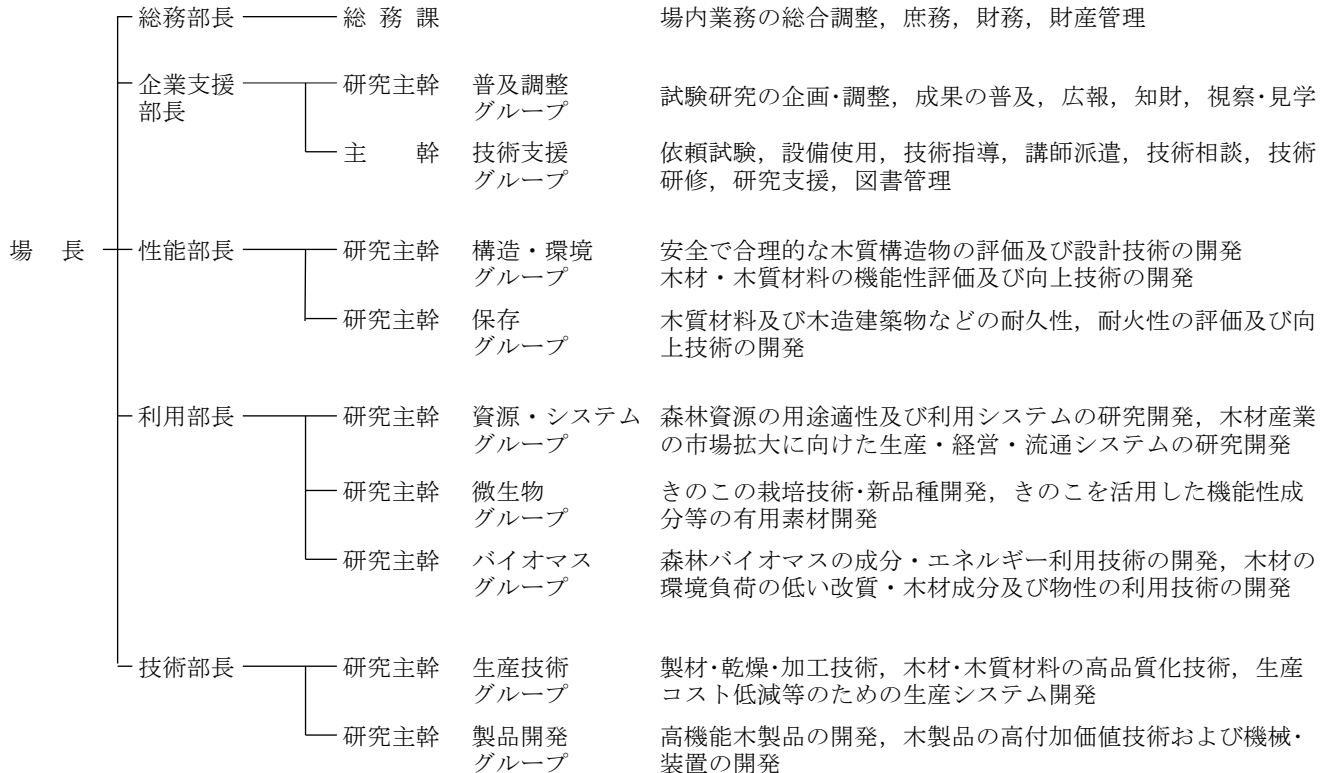 総務部長 総務課 場内業務の総合調整，庶務，財務，財産管理
企業支援 研究主幹 普及調整 試験研究の企画・調整，成果の普及，広報，知財，視察・見学
部長 グループ
主幹 技術支援 依頼試験，設備使用，技術指導，講師派遣，技術相談，技術
グループ 研修，研究支援，図書管理
場長 性能部長 研究主幹 構造・環境 安全で合理的な木質構造物の評価及び設計技術の開発
グループ 木材・木質材料の機能性評価及び向上技術の開発
研究主幹 保存 木質材料及び木造建築物などの耐久性，耐火性の評価及び向
グループ 上技術の開発
利用部長 研究主幹 資源・システム 森林資源の用途適性及び利用システムの研究開発，木材産業
グループ の市場拡大に向けた生産・経営・流通システムの研究開発
研究主幹 微生物 きのこの栽培技術・新品種開発，きのこを活用した機能性成
グループ 分等の有用素材開発
研究主幹 バイオマス 森林バイオマスの成分・エネルギー利用技術の開発，木材の
グループ 環境負荷の低い改質・木材成分及び物性の利用技術の開発
技術部長 研究主幹 生産技術 製材・乾燥・加工技術，木材・木質材料の高品質化技術，生産
グループ コスト低減等のための生産システム開発
研究主幹 製品開発 高機能木製品の開発，木製品の高付加価値技術および機械・
グループ 装置の開発